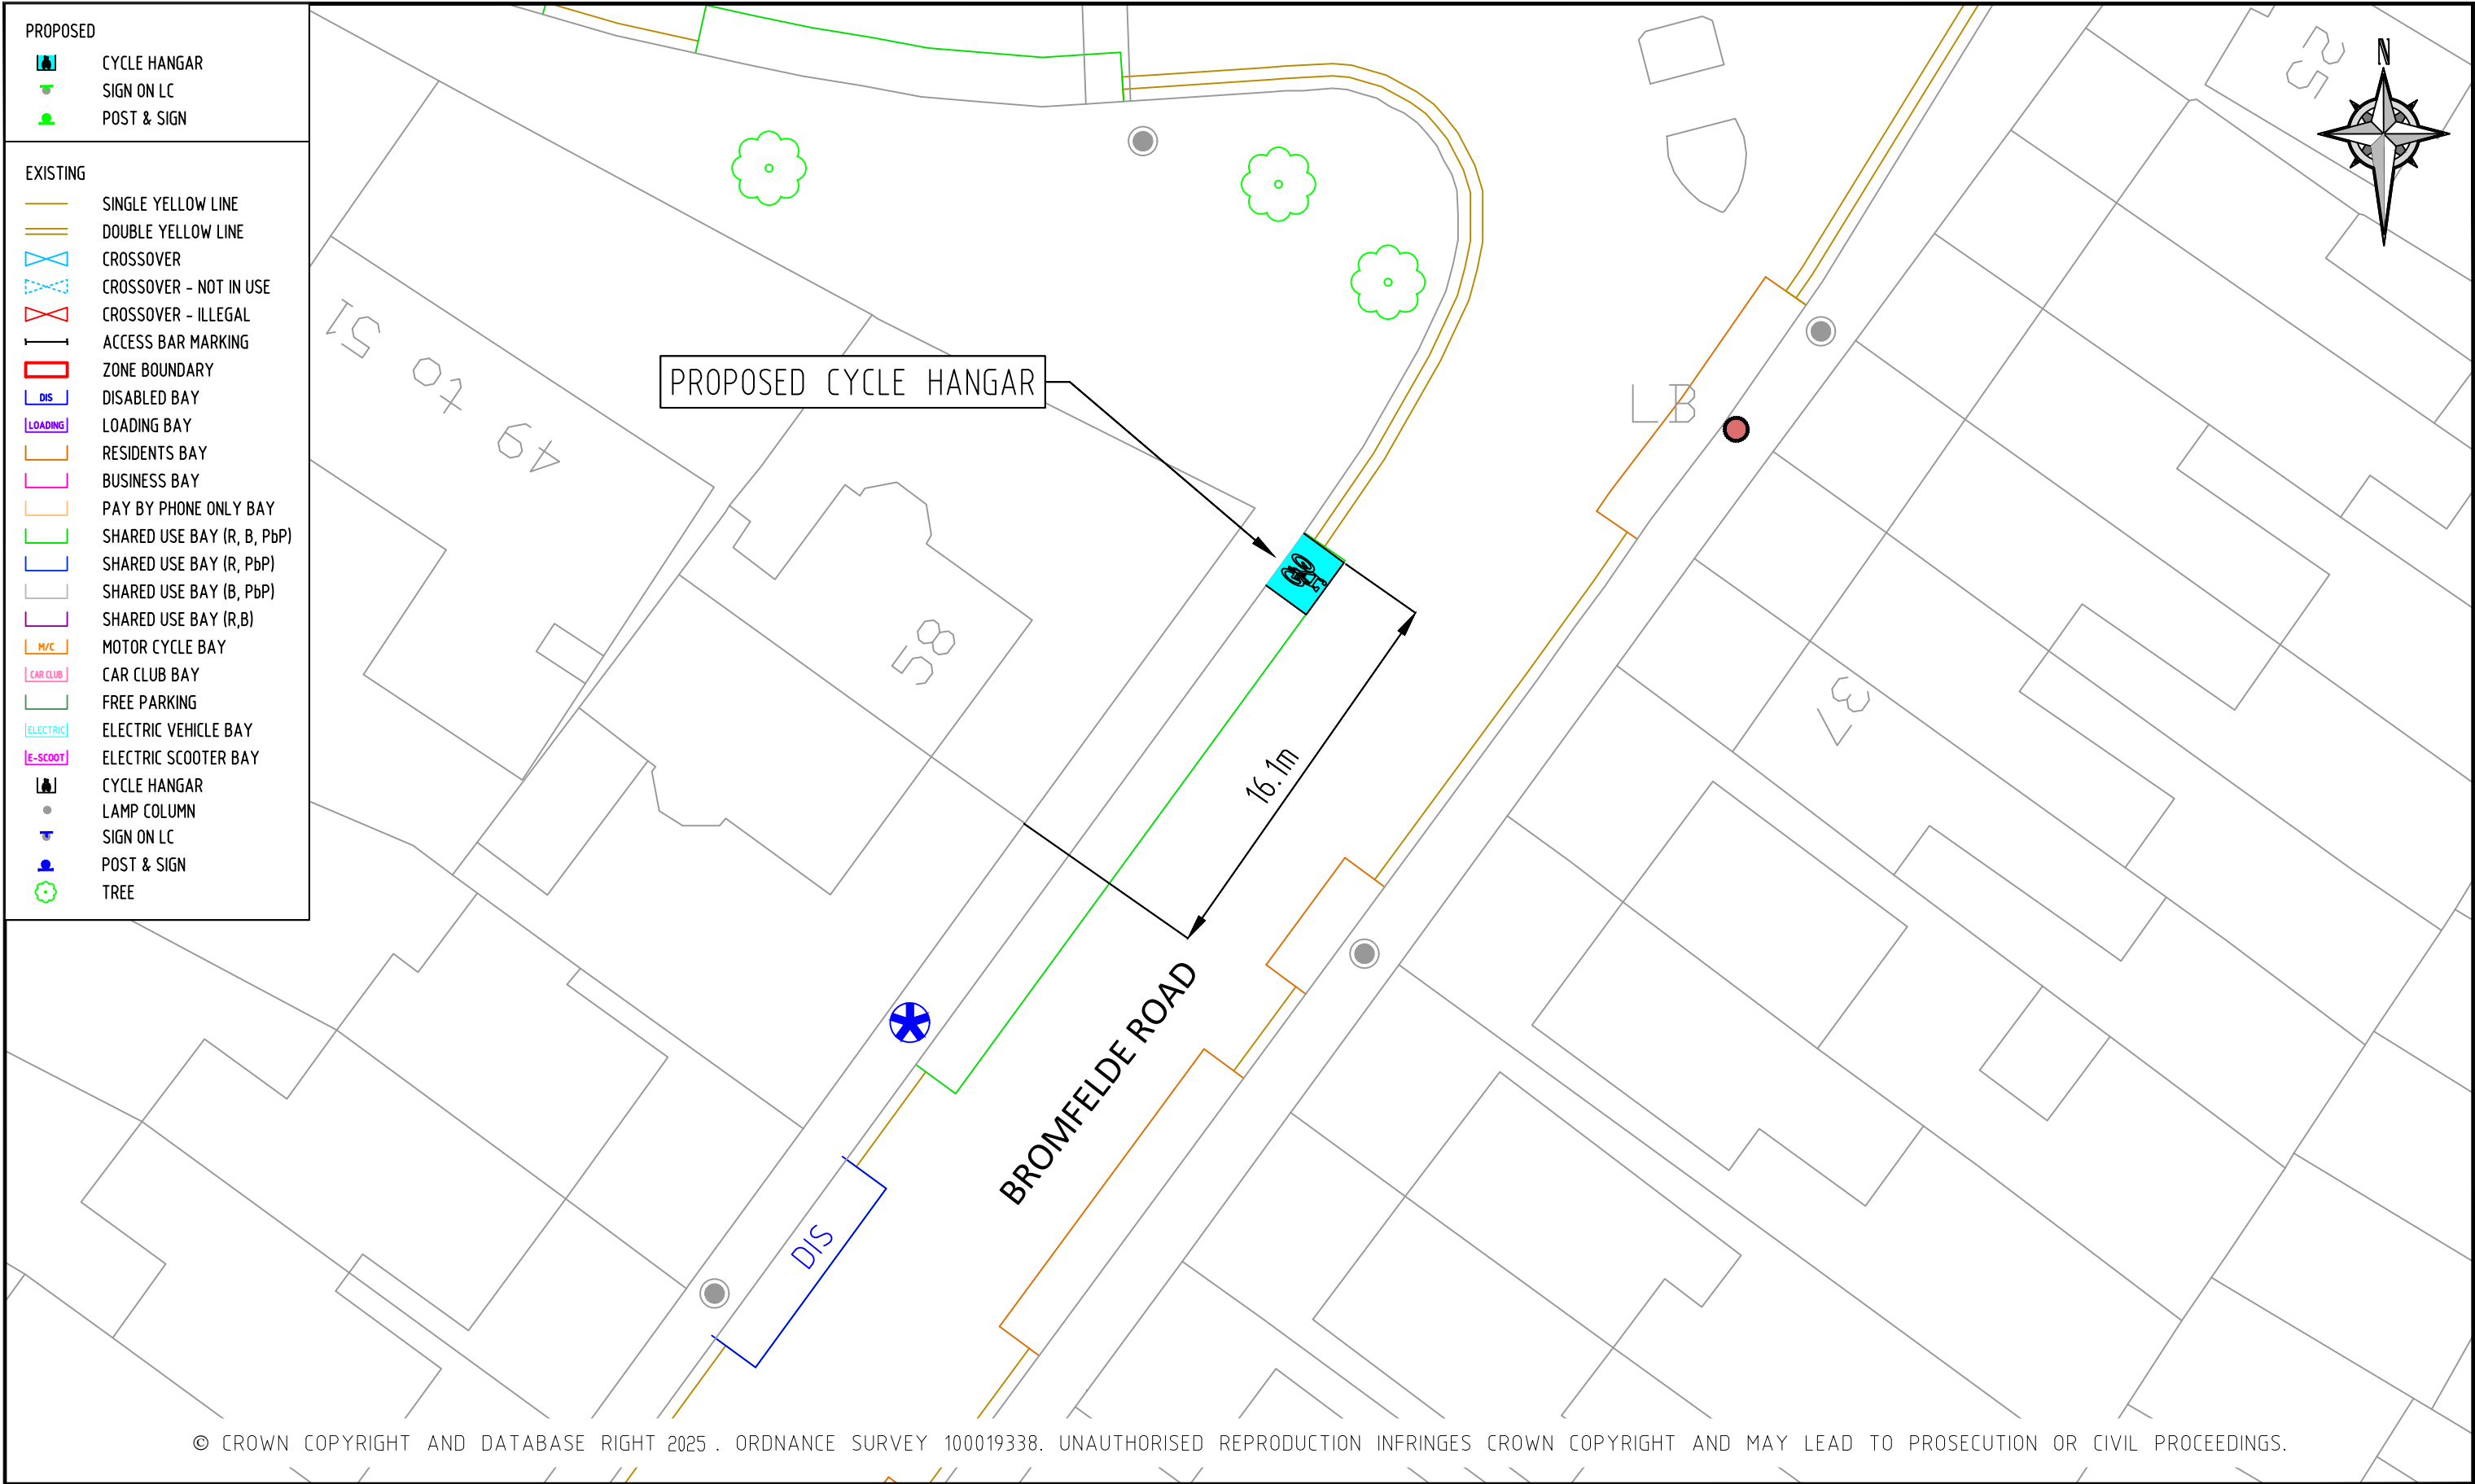 PROPOSED
CYCLE HANGAR
SIGN ON LC
POST & SIGN
EXISTING
SINGLE YELLOW LINE
DOUBLE YELLOW LINE
CROSSOVER
CROSSOVER - NOT IN USE
CROSSOVER - ILLEGAL
ACCESS BAR MARKING
ZONE BOUNDARY
DIS DISABLED BAY
LOADING LOADING BAY
RESIDENTS BAY
BUSINESS BAY
PAY BY PHONE ONLY BAY
SHARED USE BAY (R, B, PbP)
SHARED USE BAY (R, PbP)
SHARED USE BAY (B, PbP)
SHARED USE BAY (R,B)
M/C MOTOR CYCLE BAY
CAR CLUB CAR CLUB BAY
FREE PARKING
ELECTRIC ELECTRIC VEHICLE BAY
E-SCOOT ELECTRIC SCOOTER BAY
CYCLE HANGAR
LAMP COLUMN
SIGN ON LC
POST & SIGN
TREE
N
52
49 to 51
PROPOSED CYCLE HANGAR
LB
58
37
16.1m
BROMFELDE ROAD
DIS
© CROWN COPYRIGHT AND DATABASE RIGHT 2025 . ORDNANCE SURVEY 100019338. UNAUTHORISED REPRODUCTION INFRINGES CROWN COPYRIGHT AND MAY LEAD TO PROSECUTION OR CIVIL PROCEEDINGS.